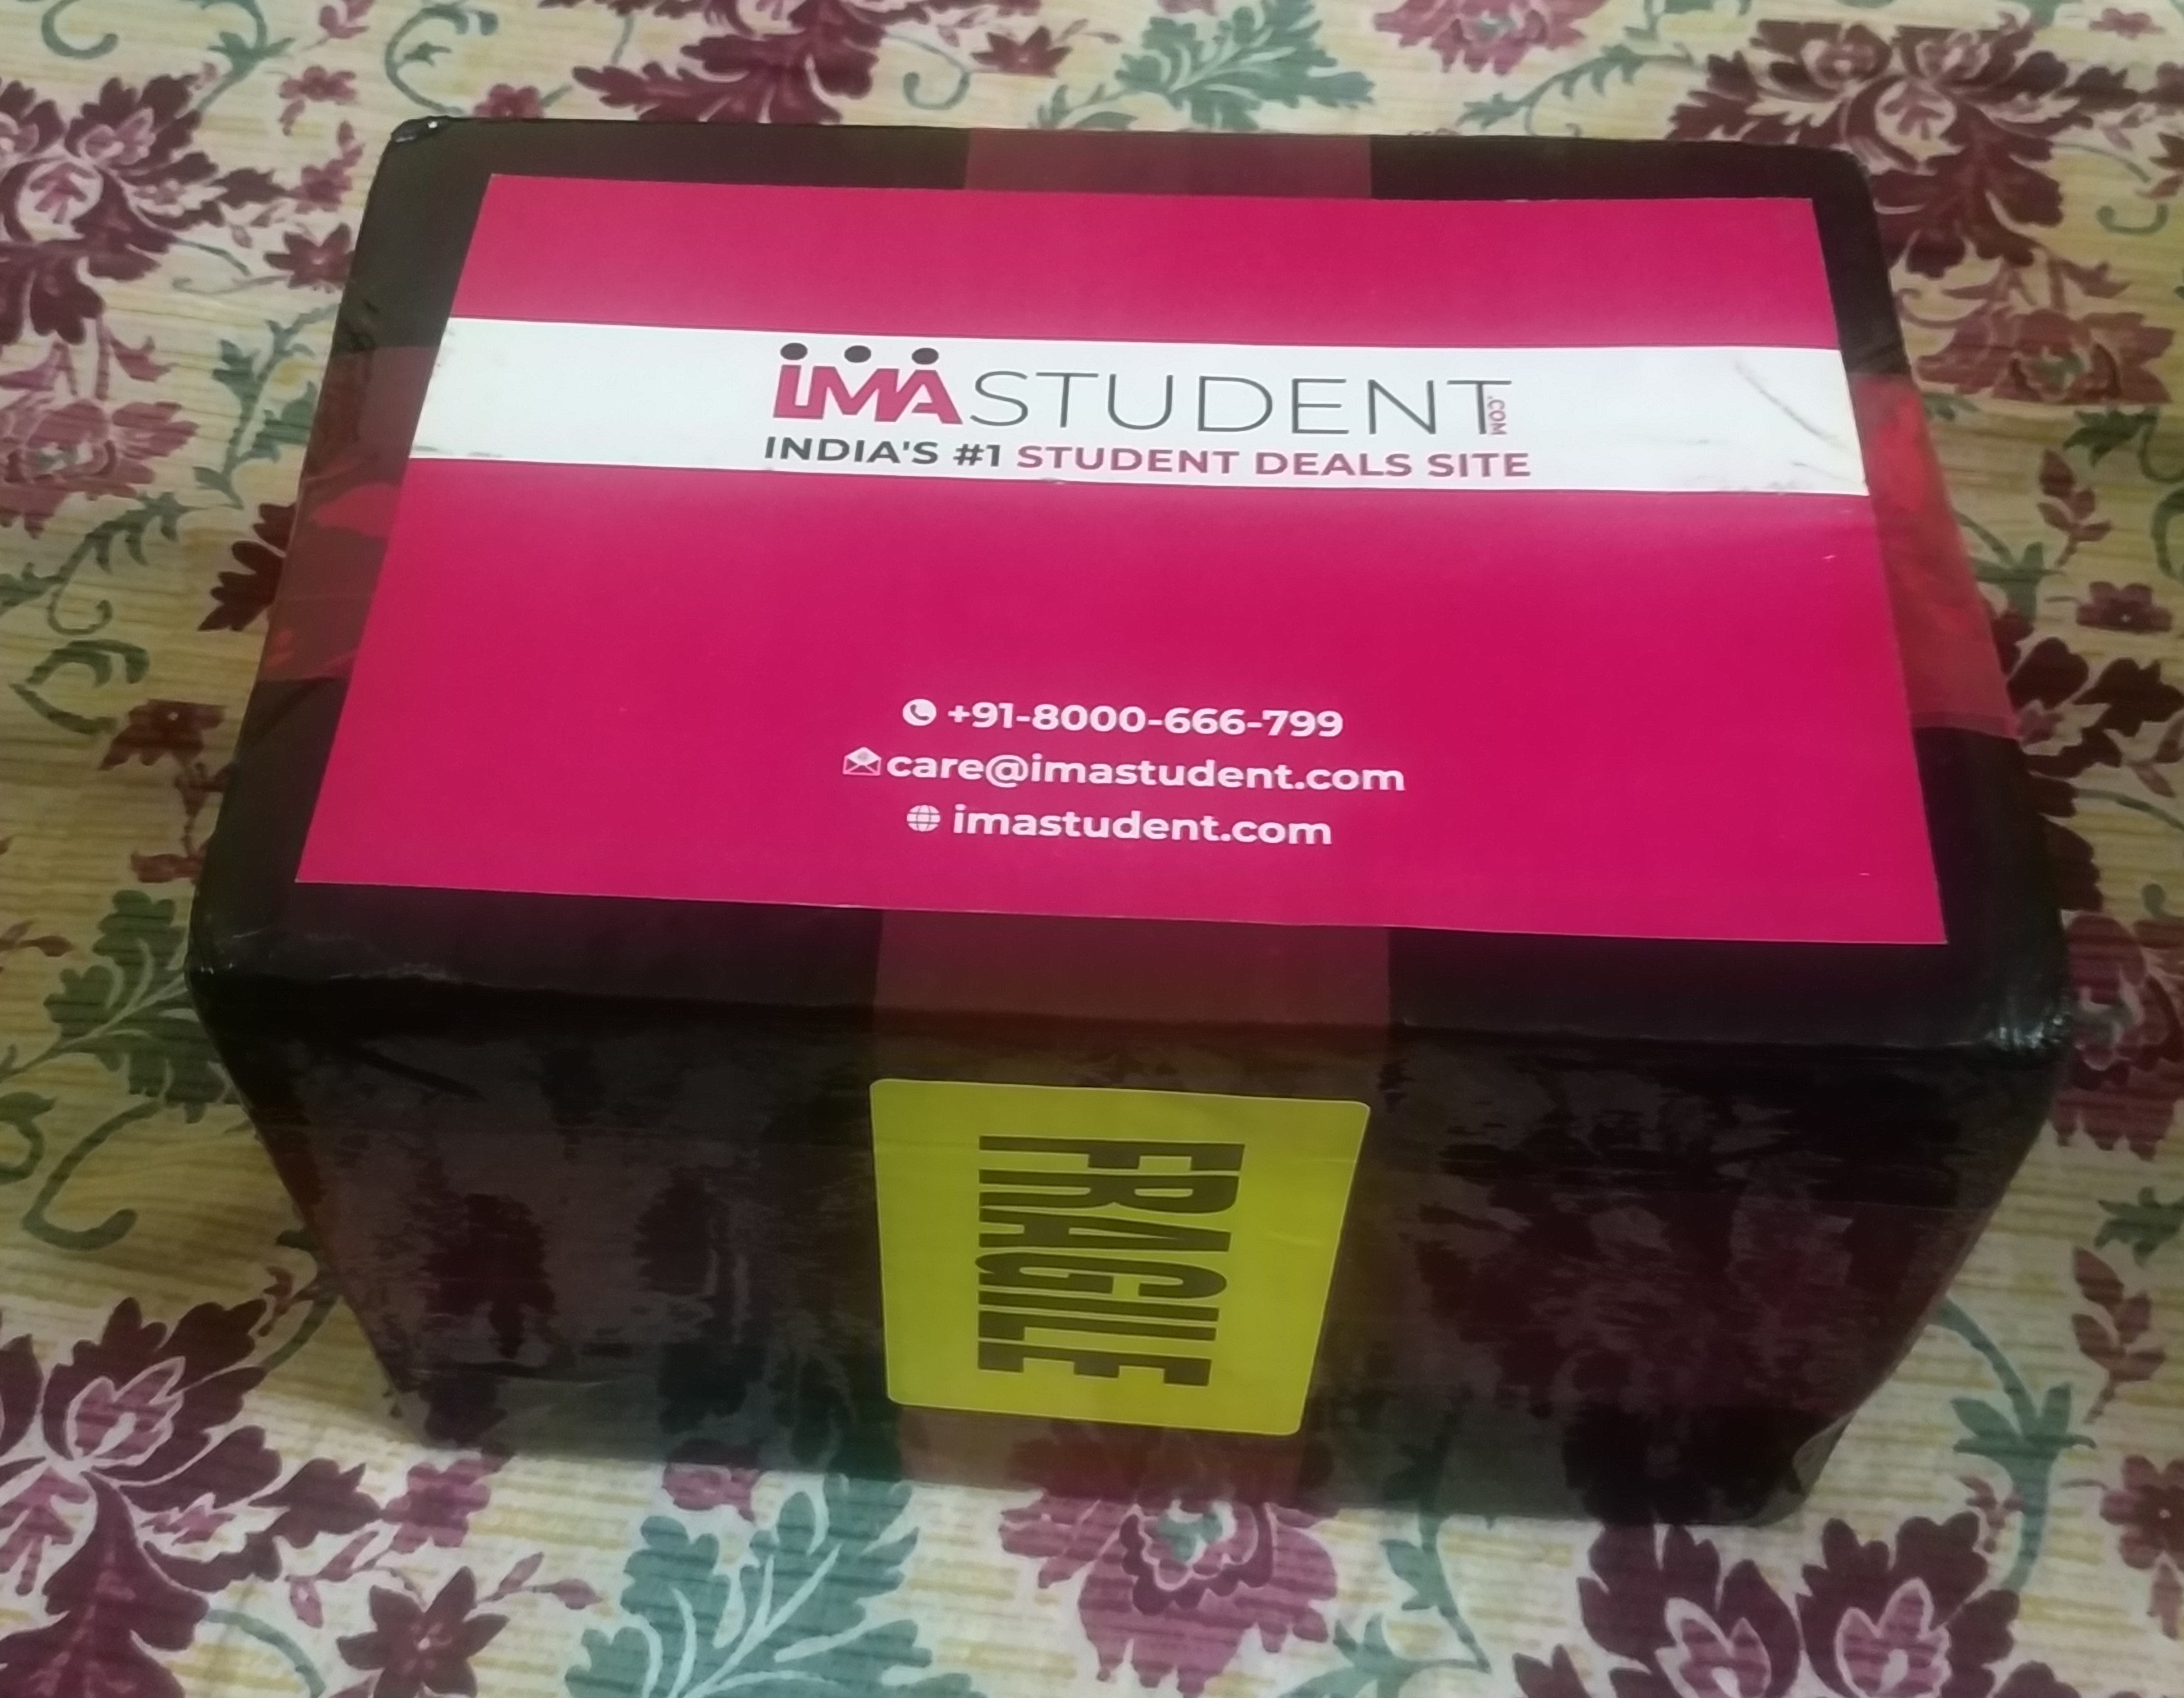 IMASTUDENT.COM
INDIA'S #1 STUDENT DEALS SITE
+91-8000-666-799
care@imastudent.com
imastudent.com
FRAGILE